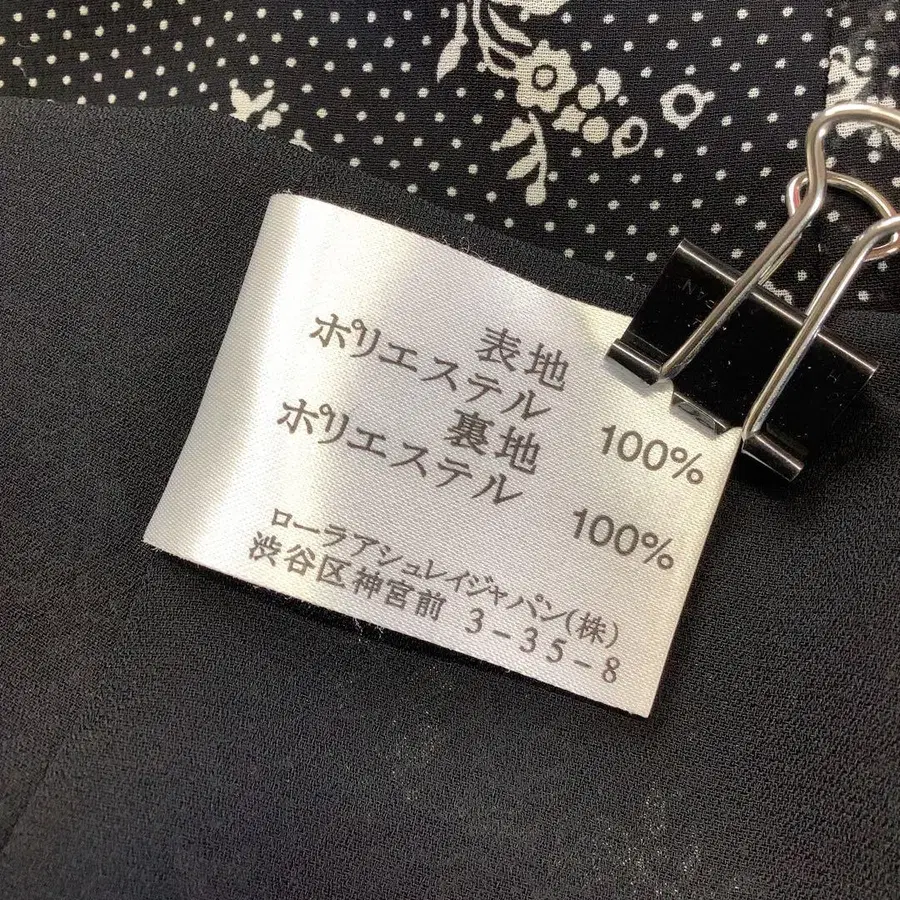 表地
ポリエステル 100%
裏地
ポリエステル 100%
ローラアシュレイジャパン(株)
渋谷区神宮前 3-35-8